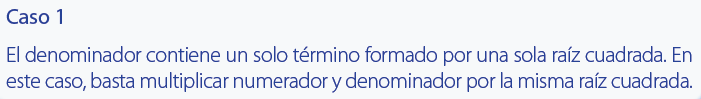 Caso 1
El denominador contiene un solo término formado por una sola raíz cuadrada. En
este caso, basta multiplicar numerador y denominador por la misma raíz cuadrada.